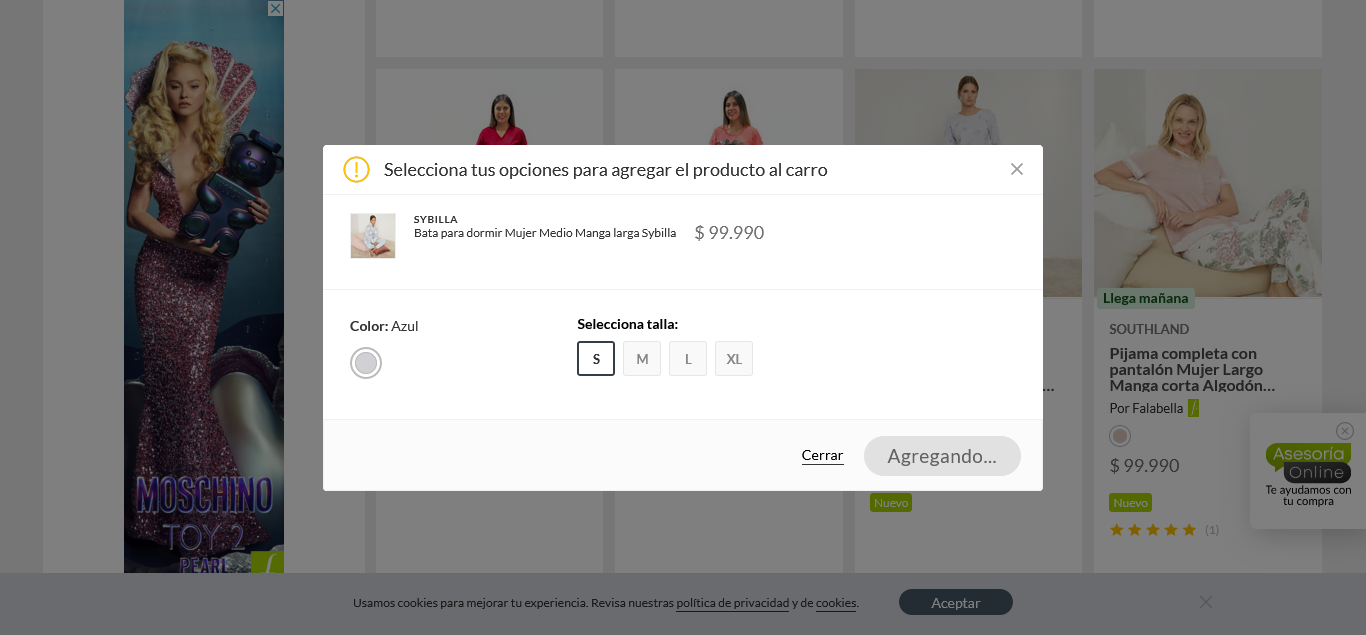 Selecciona tus opciones para agregar el producto al carro
SYBILLA
Bata para dormir Mujer Medio Manga larga Sybilla
$ 99.990
Color: Azul
Selecciona talla:
S
M
L
XL
Cerrar
Agregando...
MOSCHINO
TOY 2
PEARL
f
...
Nuevo
Llega mañana
SOUTHLAND
Pijama completa con
pantalón Mujer Largo
Manga corta Algodón...
Por Falabella f
$ 99.990
Nuevo
(1)
Asesoría
Online
Te ayudamos con
tu compra
Usamos cookies para mejorar tu experiencia. Revisa nuestras política de privacidad y de cookies.
Aceptar